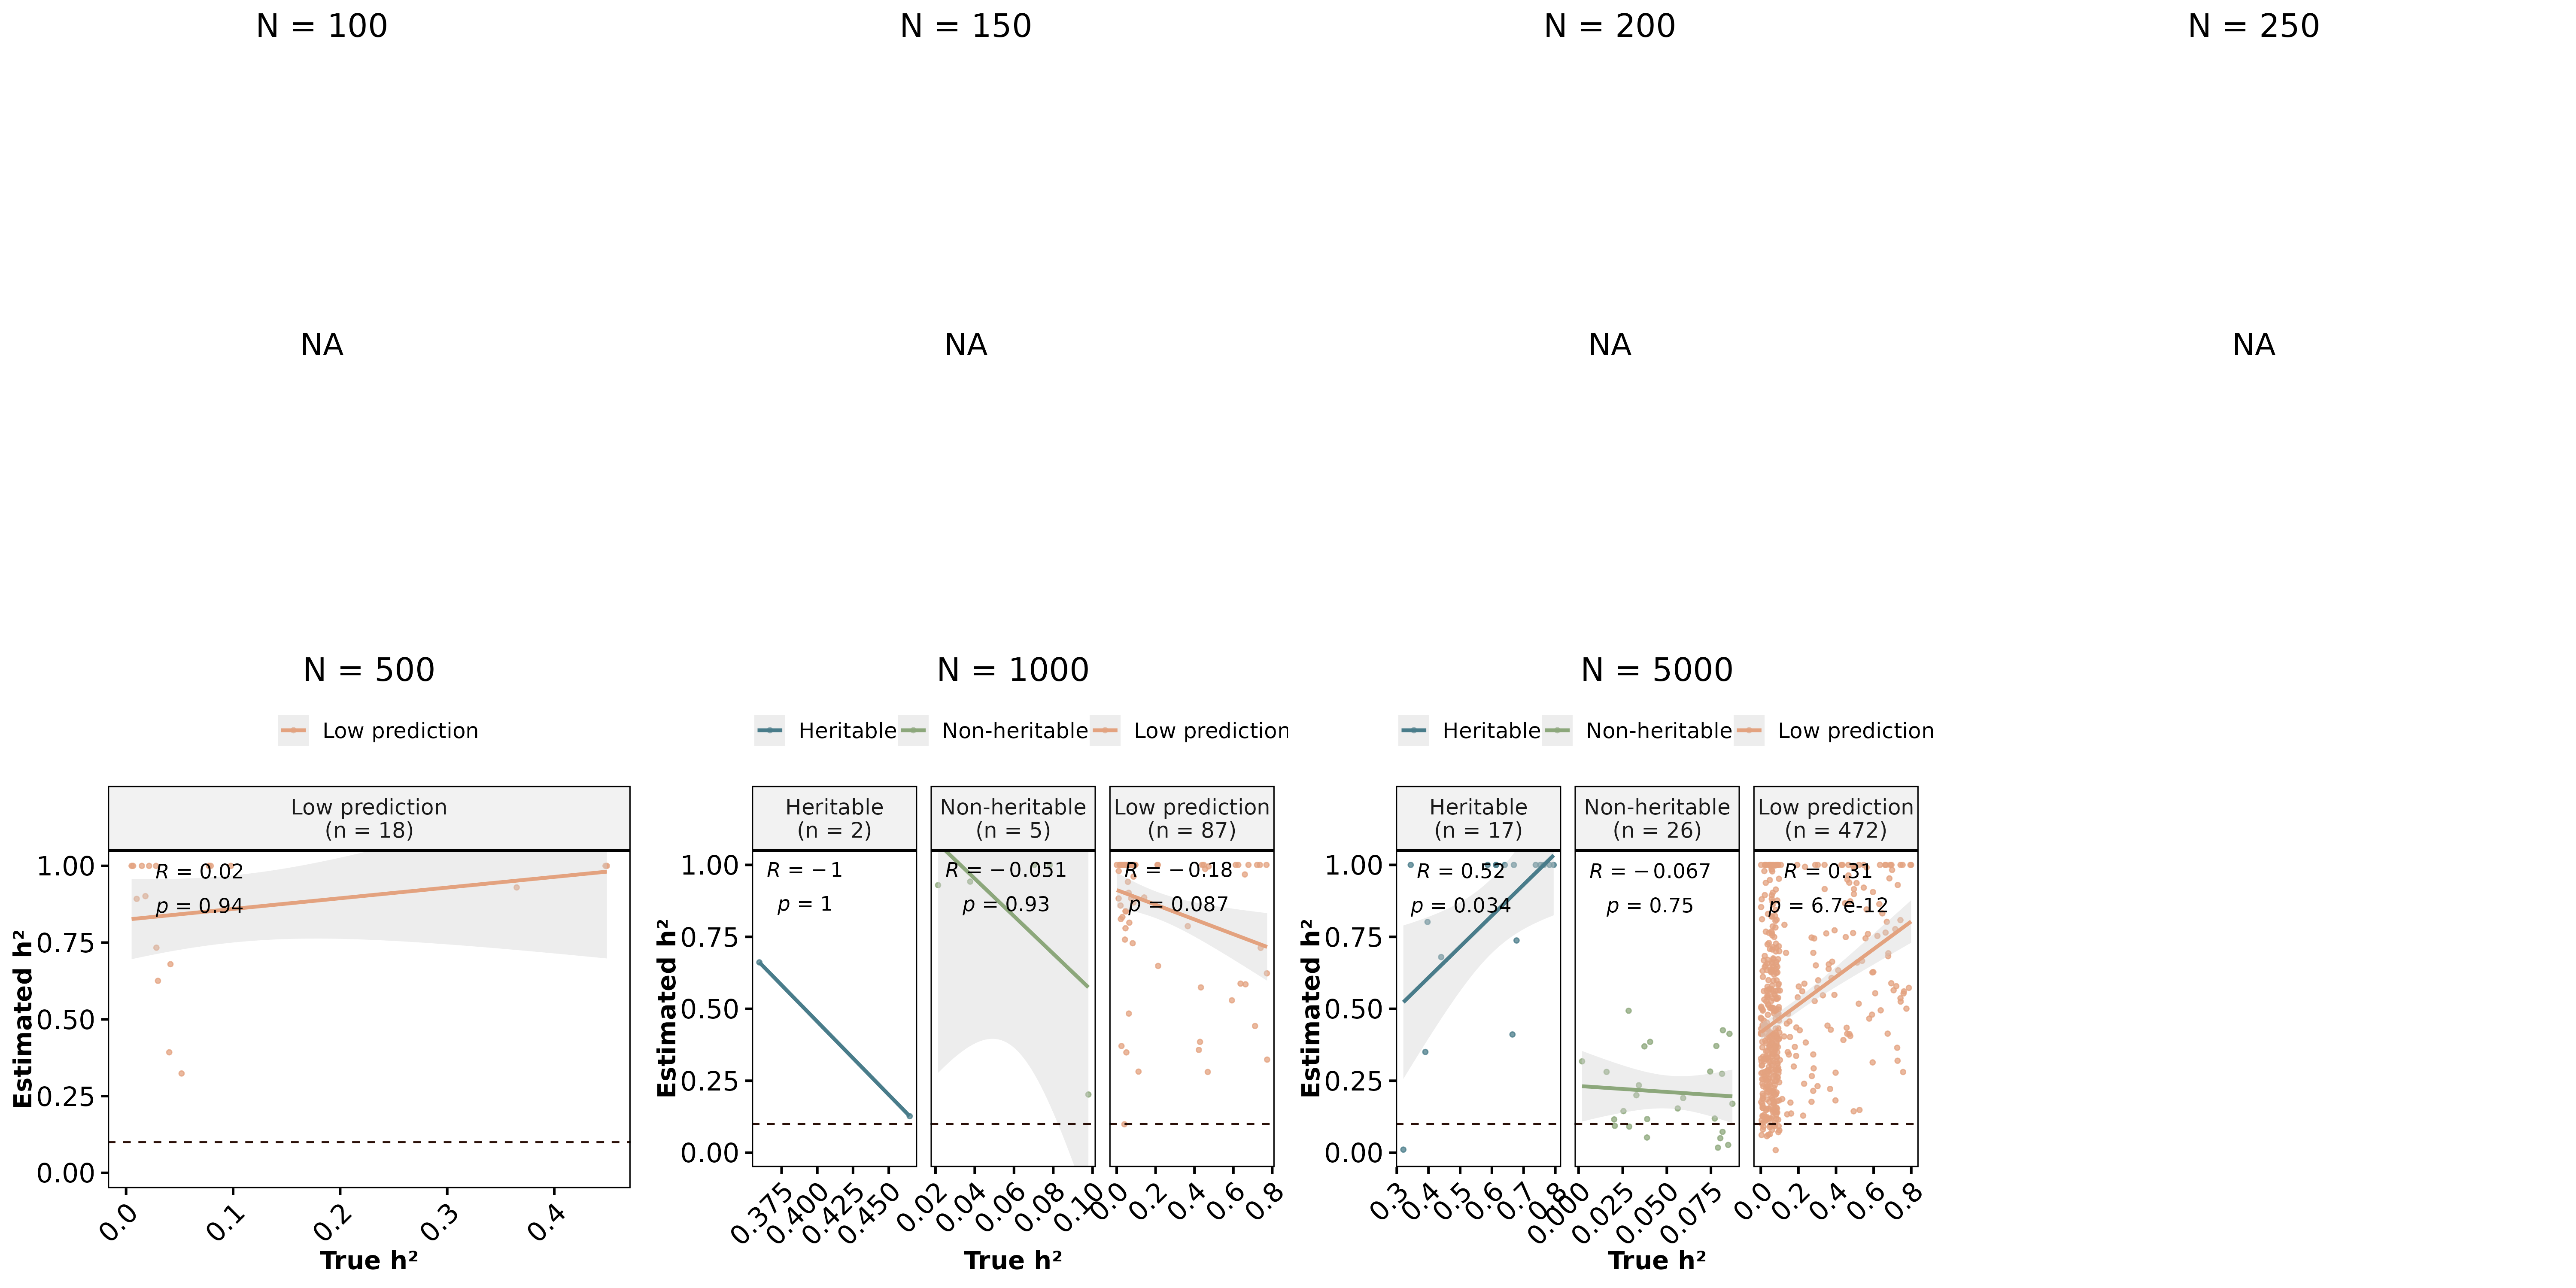 N = 100
N = 150
N = 200
N = 250
NA
NA
NA
NA
N = 500
N = 1000
N = 5000
Low prediction
Heritable
Non-heritable
Low prediction
Heritable
Non-heritable
Low prediction
Low prediction
(n = 18)
Heritable
(n = 2)
Non-heritable
(n = 5)
Low prediction
(n = 87)
Heritable
(n = 17)
Non-heritable
(n = 26)
Low prediction
(n = 472)
R = 0.02
p = 0.94
R = −1
p = 1
R = −0.051
p = 0.93
R = −0.18
p = 0.087
R = 0.52
p = 0.034
R = −0.067
p = 0.75
R = 0.31
p = 6.7e-12
Estimated h²
1.00
0.75
0.50
0.25
0.00
Estimated h²
1.00
0.75
0.50
0.25
0.00
Estimated h²
1.00
0.75
0.50
0.25
0.00
0.0 0.1 0.2 0.3 0.4
0.375 0.400 0.425 0.450
0.02 0.04 0.06 0.08 0.10
0.0 0.2 0.4 0.6 0.8
0.3 0.4 0.5 0.6 0.7 0.8
0.000 0.025 0.050 0.075
0.0 0.2 0.4 0.6 0.8
True h²
True h²
True h²